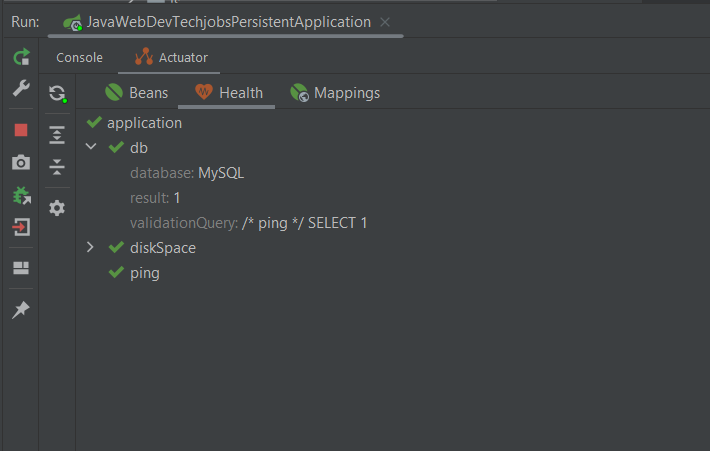 Run: JavaWebDevTechjobsPersistentApplication
Console Actuator
Beans Health Mappings
application
db
database: MySQL
result: 1
validationQuery: /* ping */ SELECT 1
diskSpace
ping